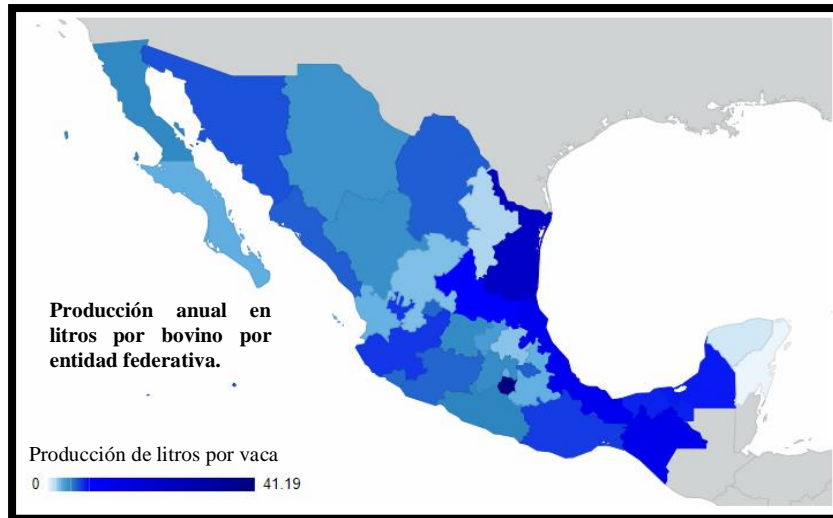 Producción anual en
litros por bovino por
entidad federativa.
Producción de litros por vaca
0 41.19